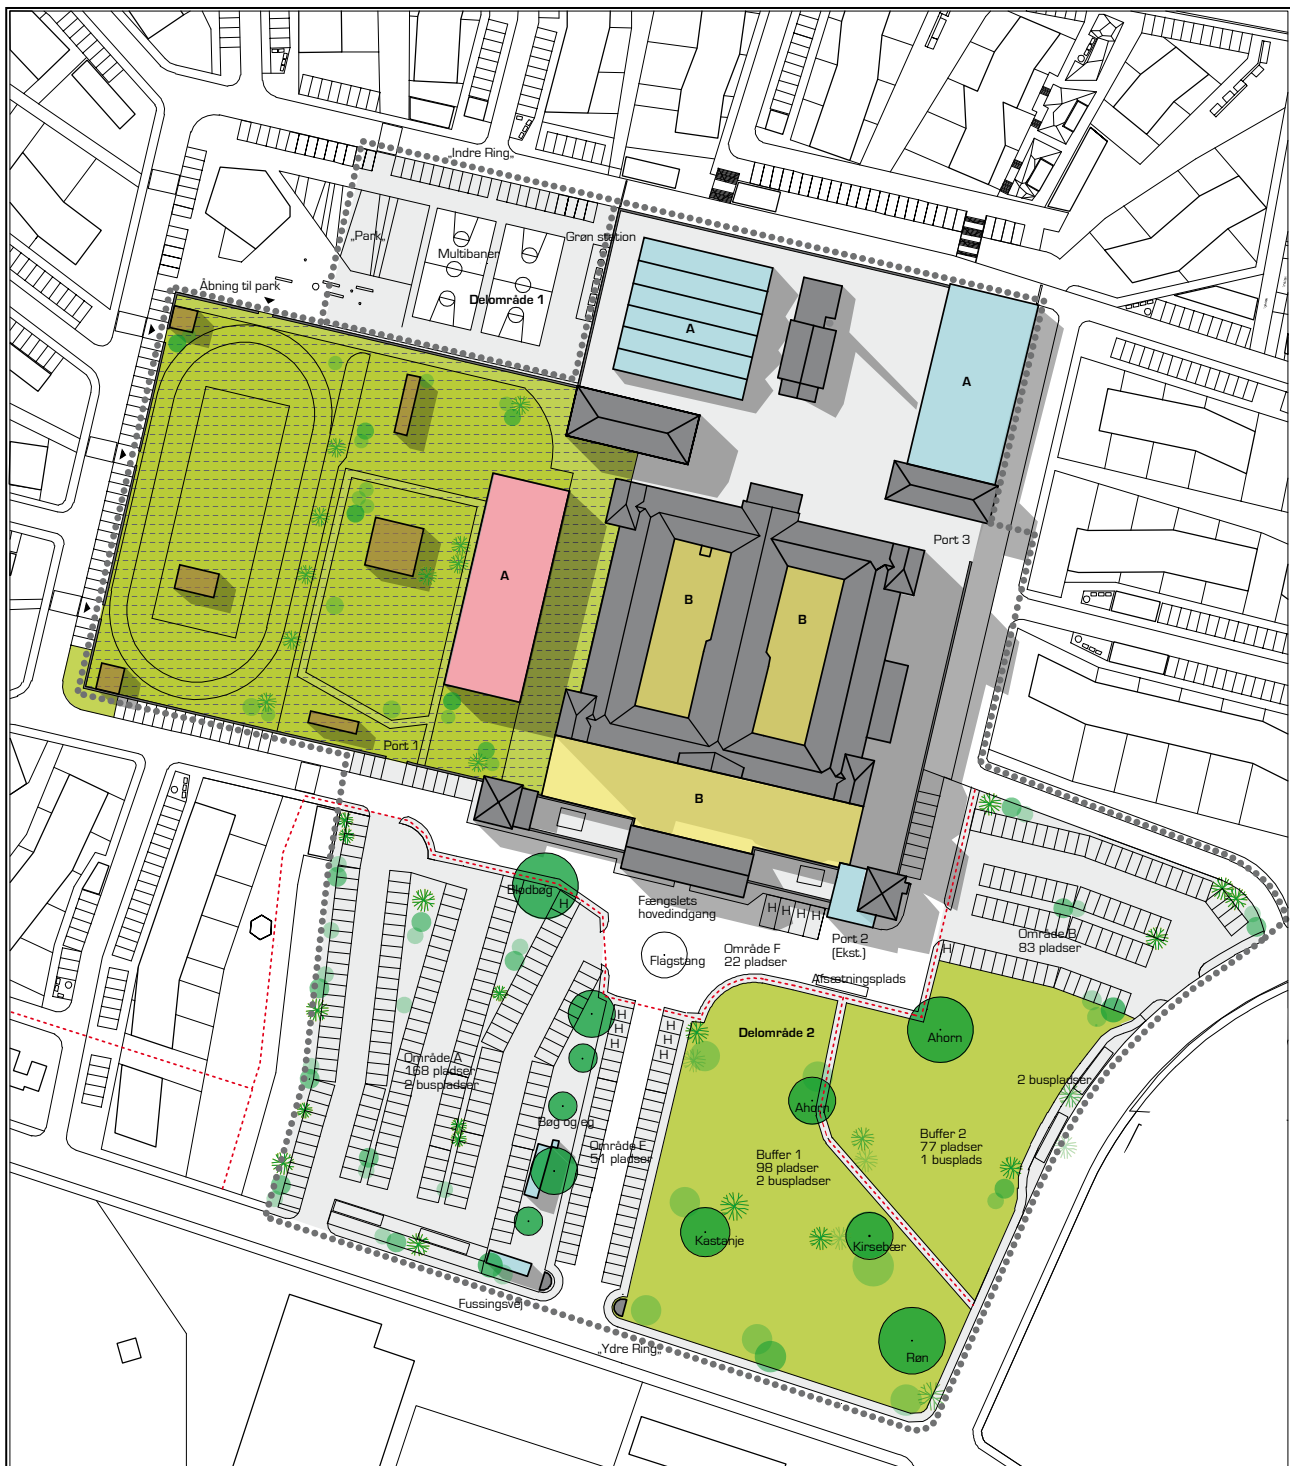 „Indre Ring„
„Park„
Multibaner
Grøn station
Åbning til park
Delområde 1
A
A
A
Port 3
B
B
Port 1
B
Blodbøg
H
Fængslets
hovedindgang
H
H
H
H
Port 2
(Ekst.)
Område F
22 pladser
Flagstang
Afsætningsplads
H
Område B
83 pladser
H
H
H
H
H
H
Delområde 2
Ahorn
Område A
168 pladser
2 buspladser
2 buspladser
Ahorn
Bøg og eg
Område E
51 pladser
Buffer 1
98 pladser
2 buspladser
Buffer 2
77 pladser
1 busplads
Kastanje
Kirsebær
Fussingsvej
„Ydre Ring„
Røn